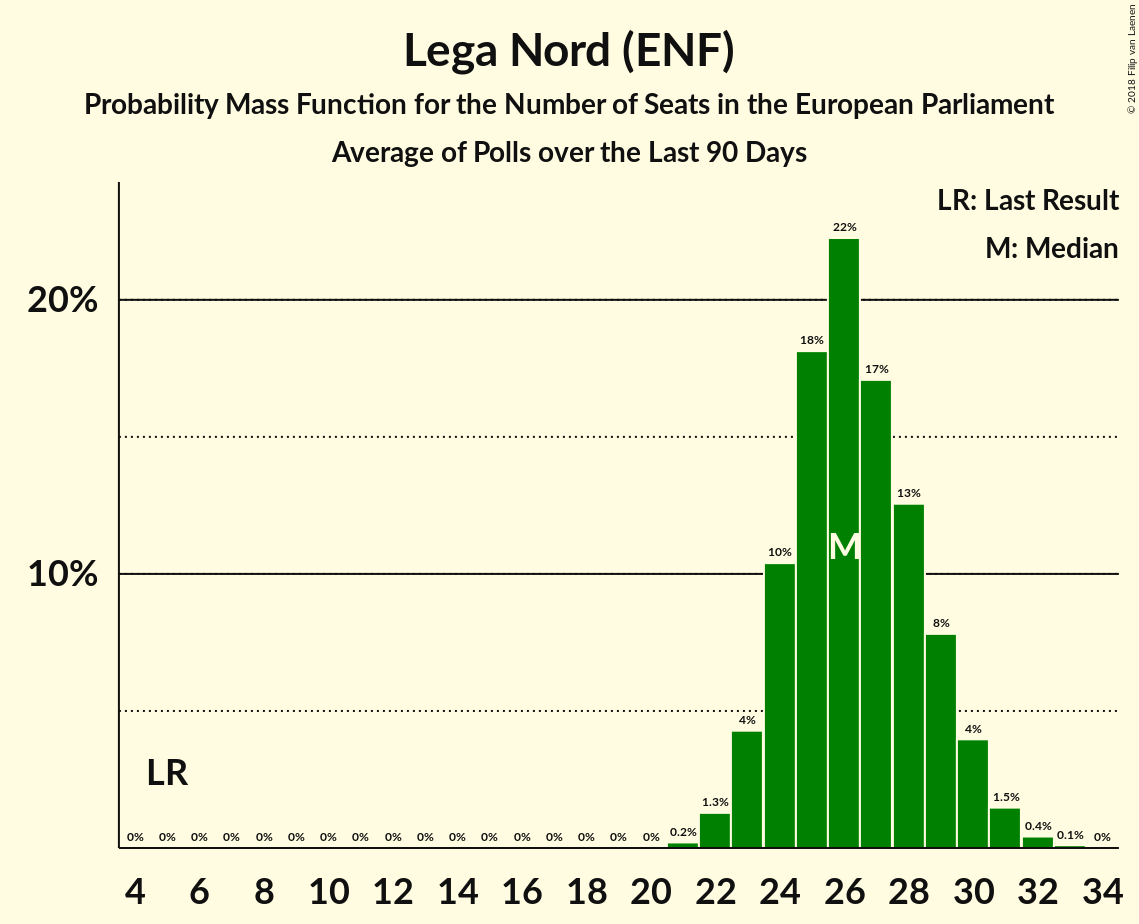 Lega Nord (ENF)
Probability Mass Function for the Number of Seats in the European Parliament
Average of Polls over the Last 90 Days
© 2018 Filip van Laenen
LR: Last Result
M: Median
20%
10%
22%
18%
17%
13%
10%
8%
4%
4%
1.3%
1.5%
0.2%
0.4%
0.1%
0%
M
LR
0% 0% 0% 0% 0% 0% 0% 0% 0% 0% 0% 0% 0% 0% 0% 0% 0%
4 6 8 10 12 14 16 18 20 22 24 26 28 30 32 34